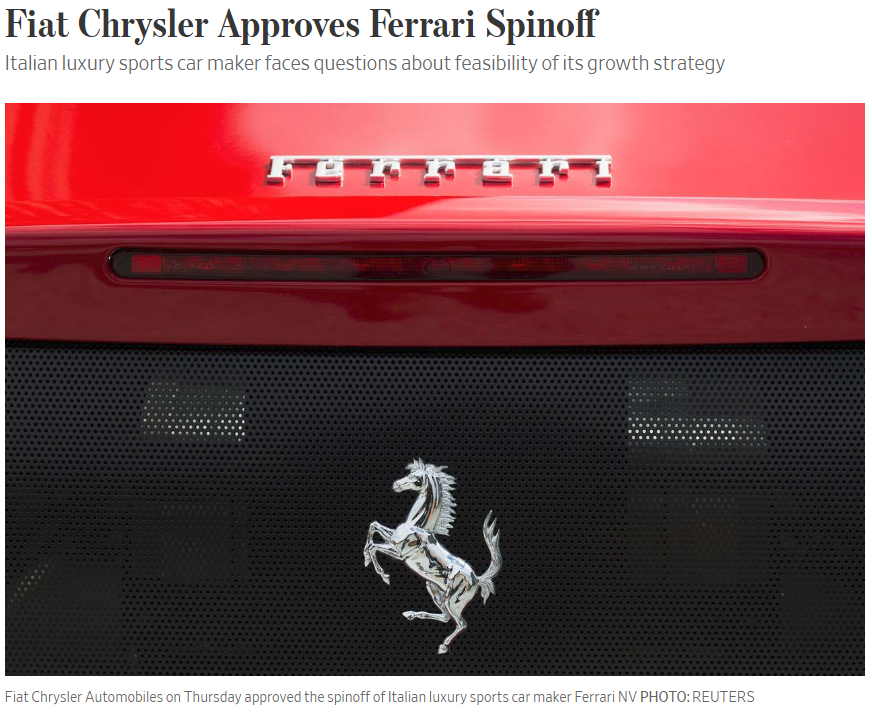 Fiat Chrysler Approves Ferrari Spinoff
Italian luxury sports car maker faces questions about feasibility of its growth strategy
Ferrari
Fiat Chrysler Automobiles on Thursday approved the spinoff of Italian luxury sports car maker Ferrari NV PHOTO: REUTERS